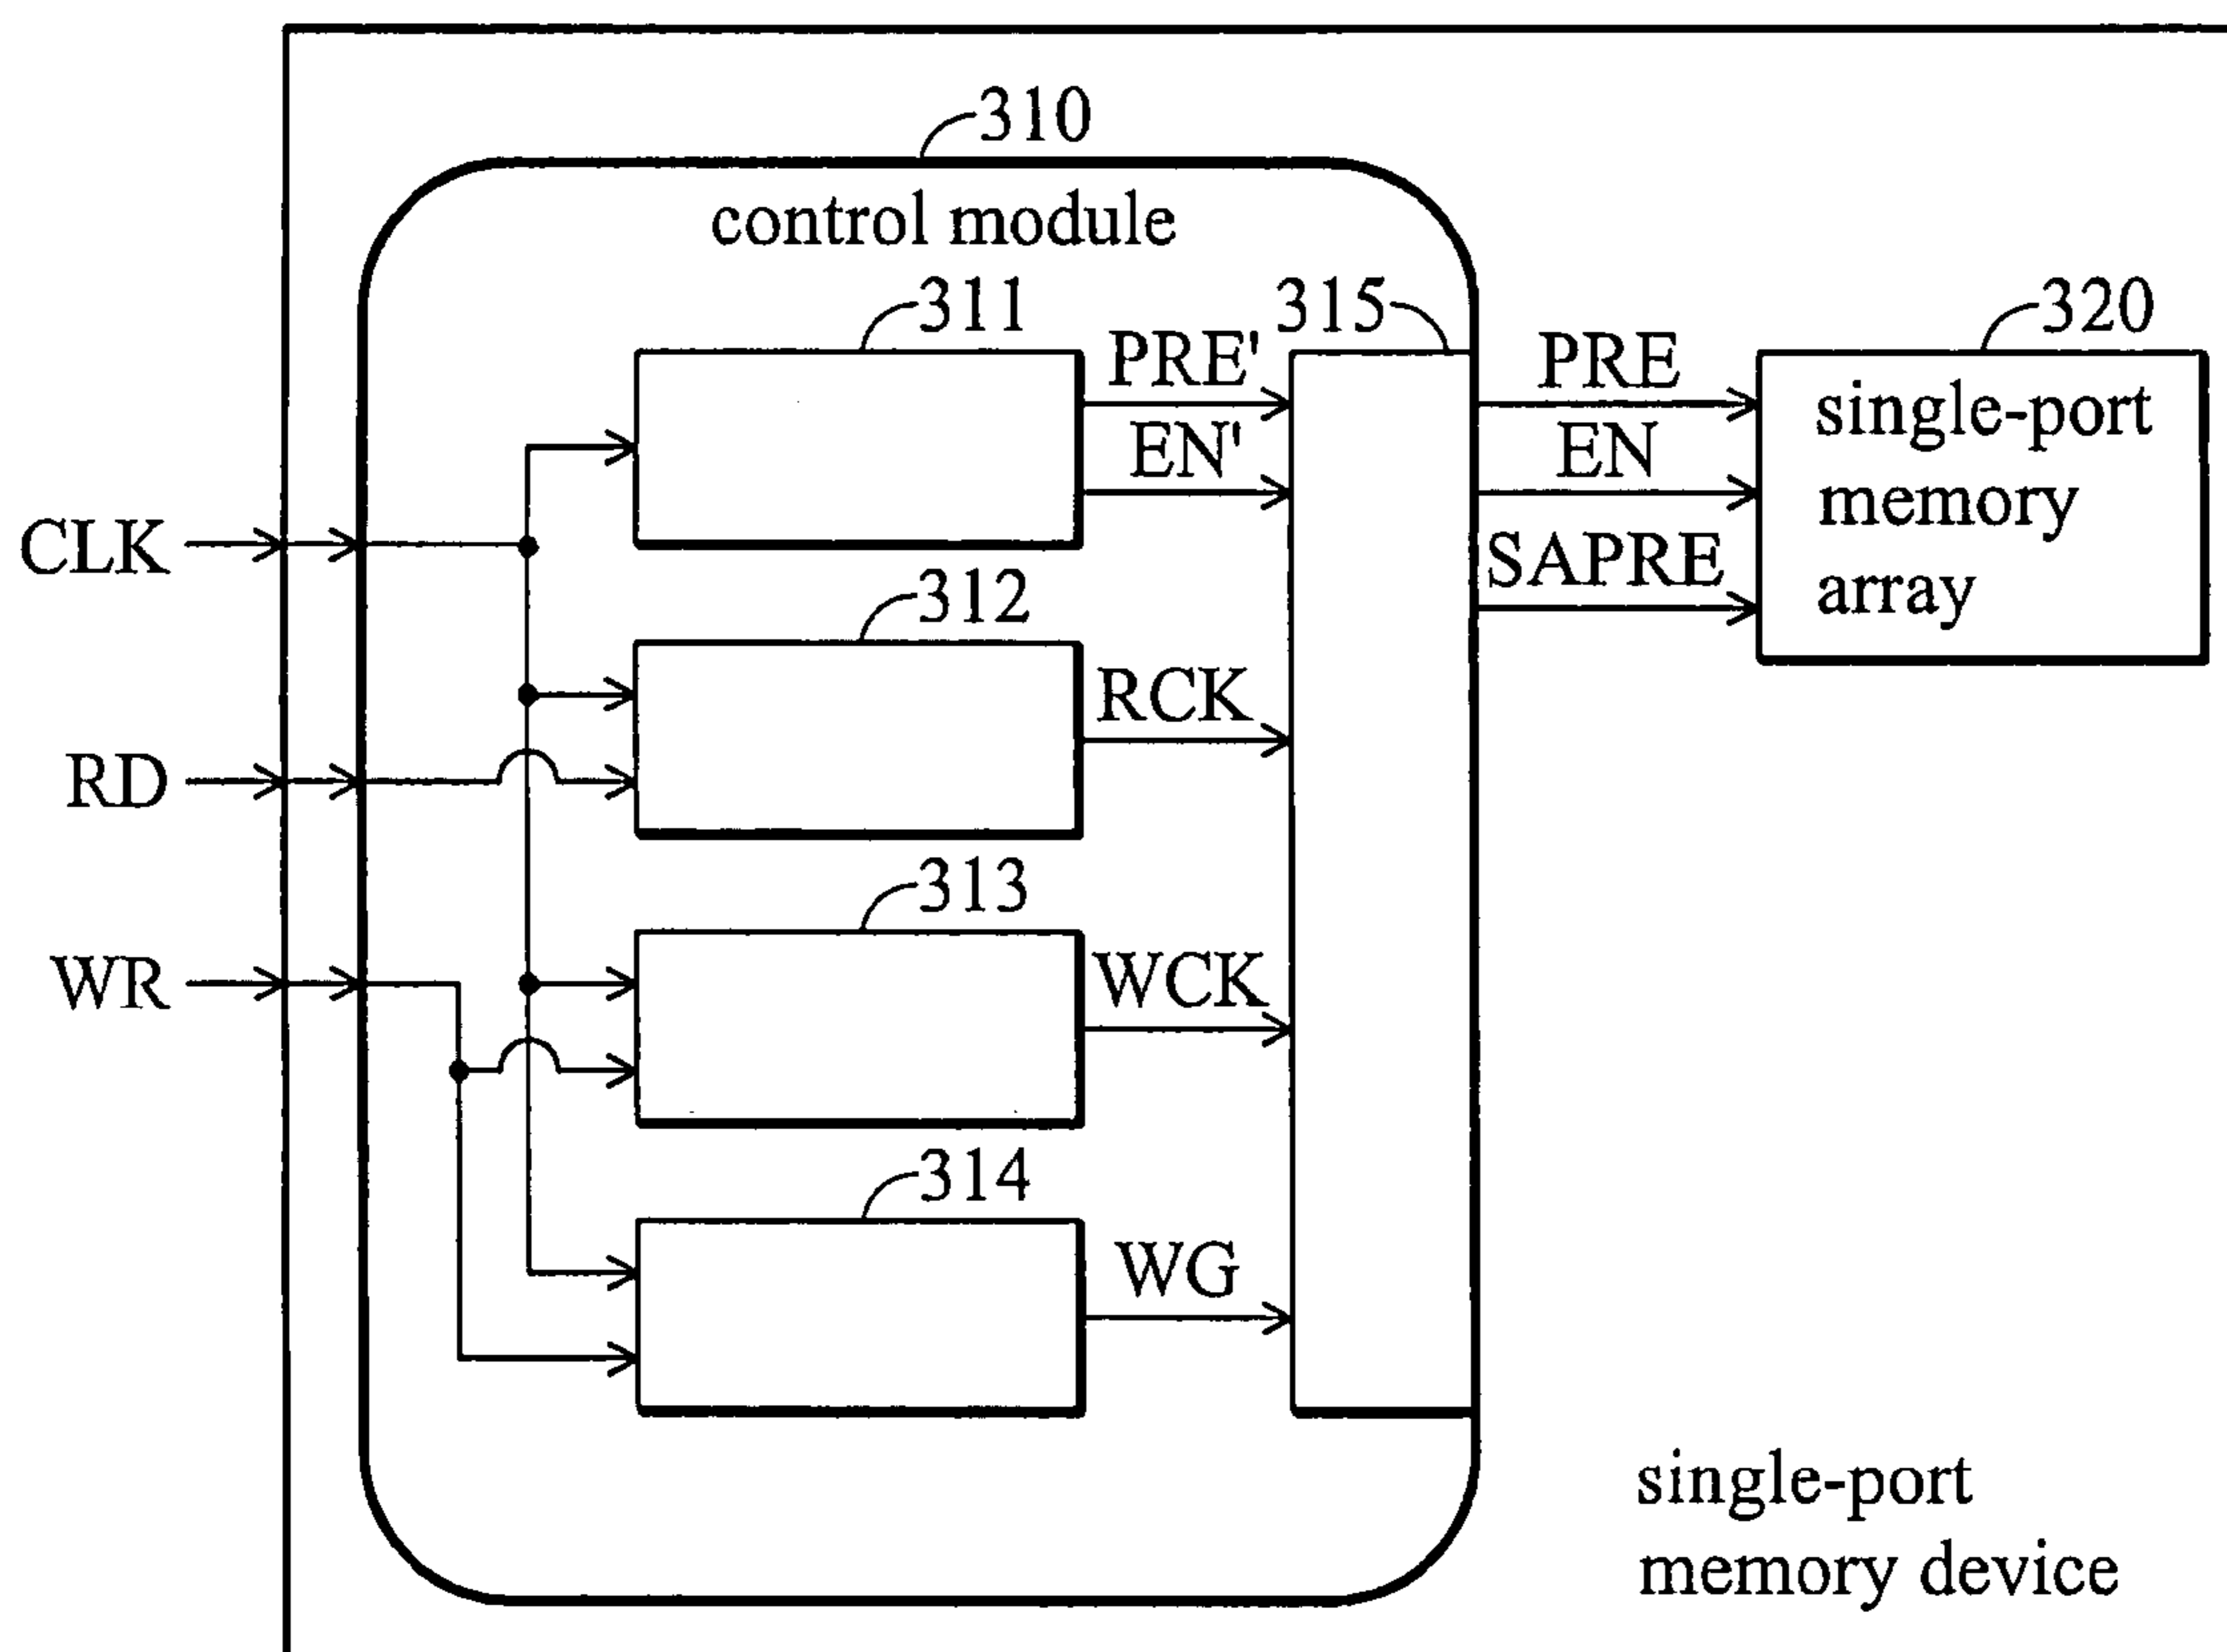 310
control module
311
315
320
PRE'
PRE
single-port
EN'
EN
memory
CLK
SAPRE
array
312
RCK
RD
313
WR
WCK
314
WG
single-port
memory device